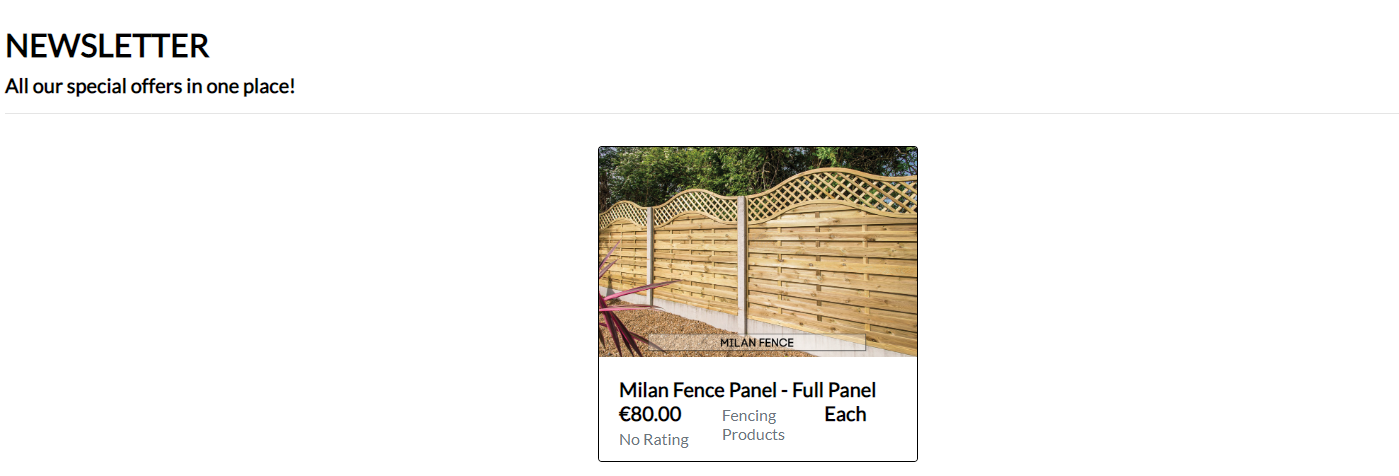 NEWSLETTER
All our special offers in one place!
MILAN FENCE
Milan Fence Panel - Full Panel
€80.00
Fencing
Products
Each
No Rating